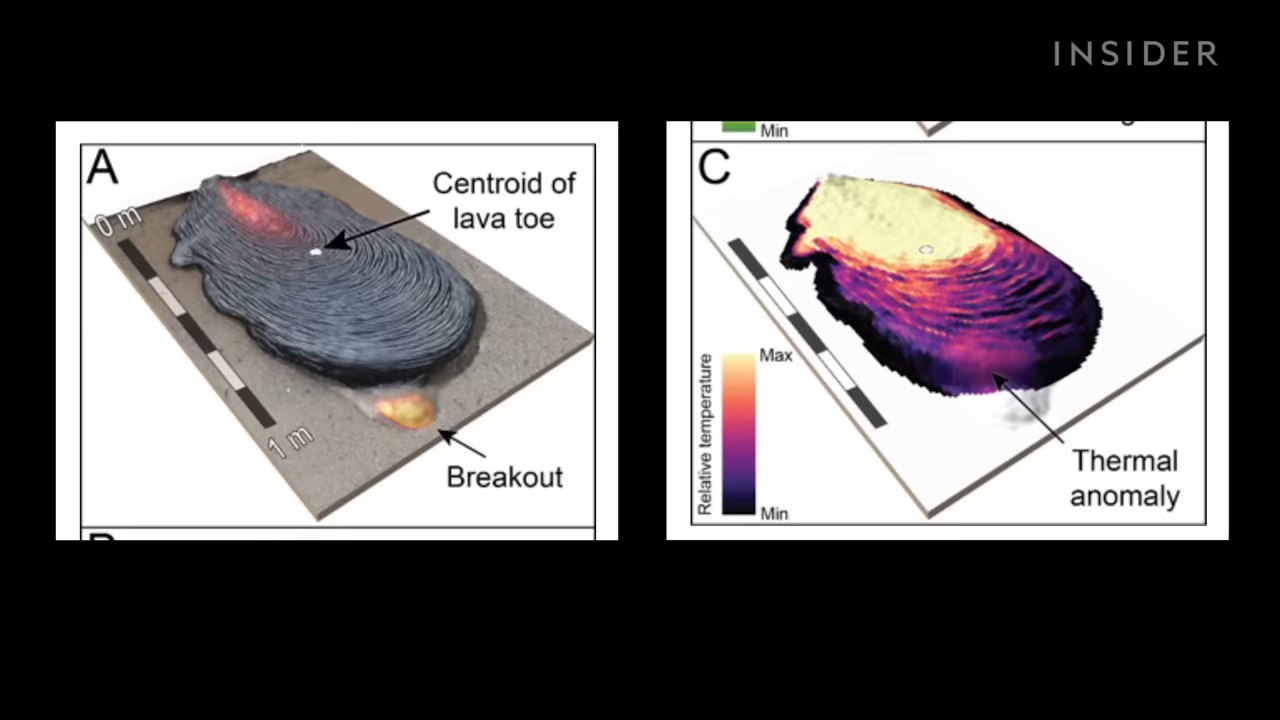 INSIDER
A
0 m
Centroid of
lava toe
1 m
Breakout
Min
C
Relative temperature
Max
Min
Thermal
anomaly